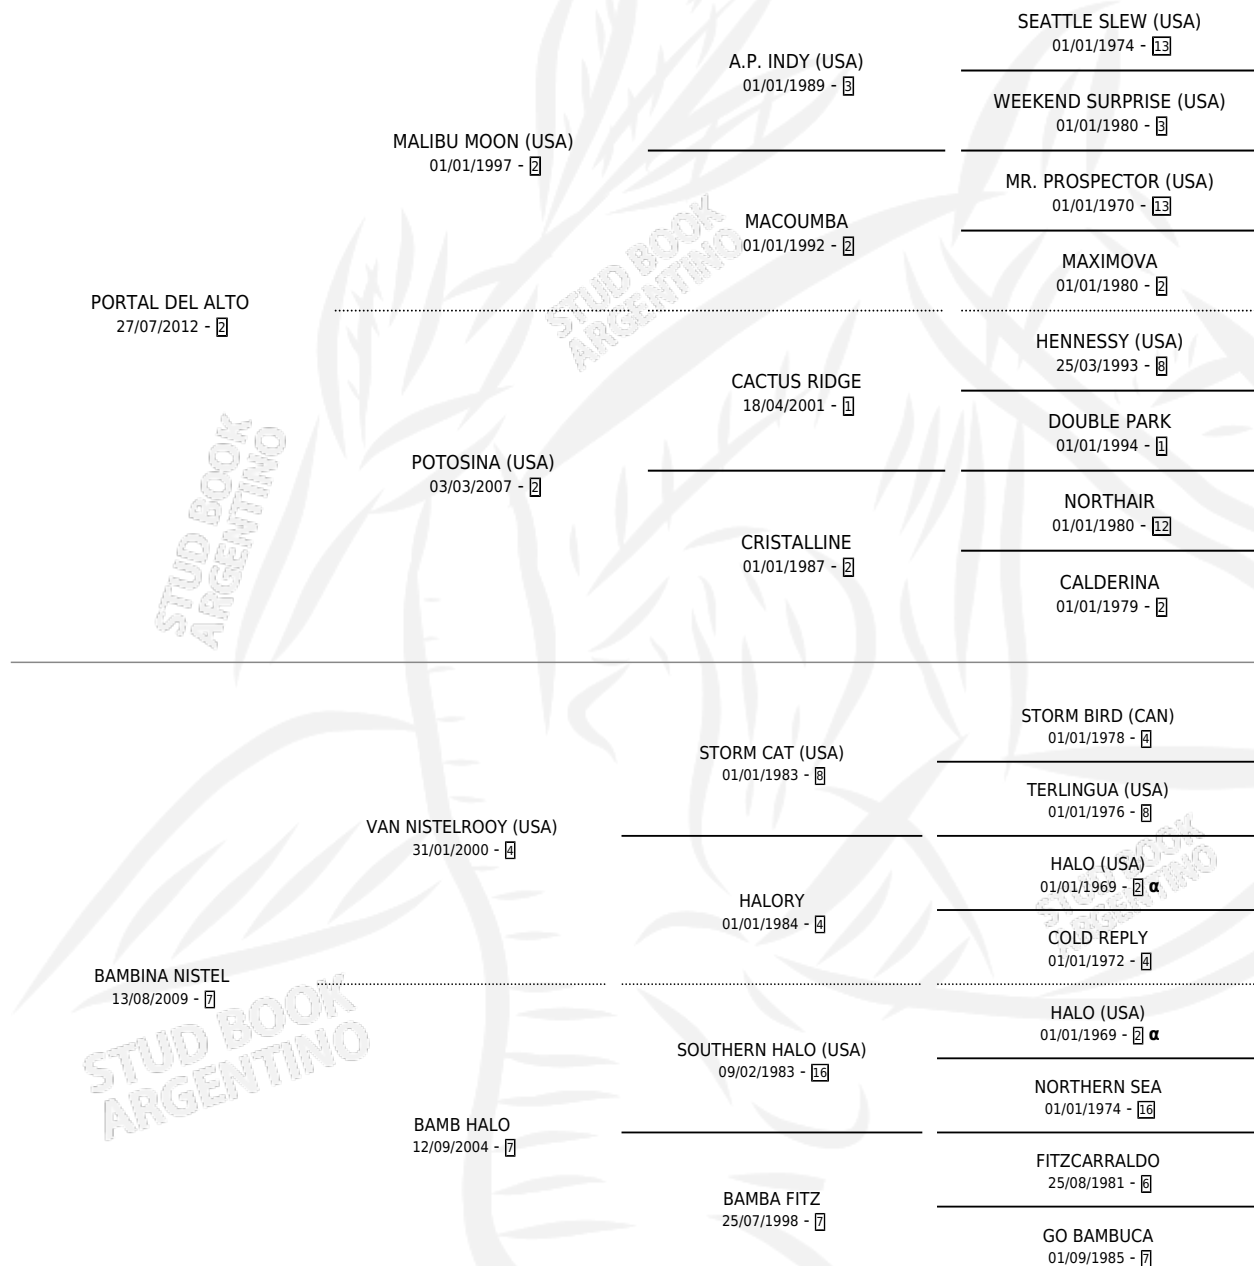 SEATTLE SLEW (USA)
01/01/1974 - 13
A.P. INDY (USA)
01/01/1989 - 3
WEEKEND SURPRISE (USA)
01/01/1980 - 3
MALIBU MOON (USA)
01/01/1997 - 2
MR. PROSPECTOR (USA)
01/01/1970 - 13
MACOUMBA
01/01/1992 - 2
MAXIMOVA
01/01/1980 - 2
PORTAL DEL ALTO
27/07/2012 - 2
HENNESSY (USA)
25/03/1993 - 8
CACTUS RIDGE
18/04/2001 - 1
DOUBLE PARK
01/01/1994 - 1
POTOSINA (USA)
03/03/2007 - 2
NORTHAIR
01/01/1980 - 12
CRISTALLINE
01/01/1987 - 2
CALDERINA
01/01/1979 - 2
STORM BIRD (CAN)
01/01/1978 - 4
STORM CAT (USA)
01/01/1983 - 8
TERLINGUA (USA)
01/01/1976 - 8
VAN NISTELROOY (USA)
31/01/2000 - 4
HALO (USA)
01/01/1969 - 2 α
HALORY
01/01/1984 - 4
COLD REPLY
01/01/1972 - 4
BAMBINA NISTEL
13/08/2009 - 7
HALO (USA)
01/01/1969 - 2 α
SOUTHERN HALO (USA)
09/02/1983 - 16
NORTHERN SEA
01/01/1974 - 16
BAMB HALO
12/09/2004 - 7
FITZCARRALDO
25/08/1981 - 6
BAMBA FITZ
25/07/1998 - 7
GO BAMBUCA
01/09/1985 - 7
STUD BOOK
ARGENTINO
STUD BOOK
ARGENTINO
STUD BOOK
ARGENTINO
STUD BOOK
ARGENTINO